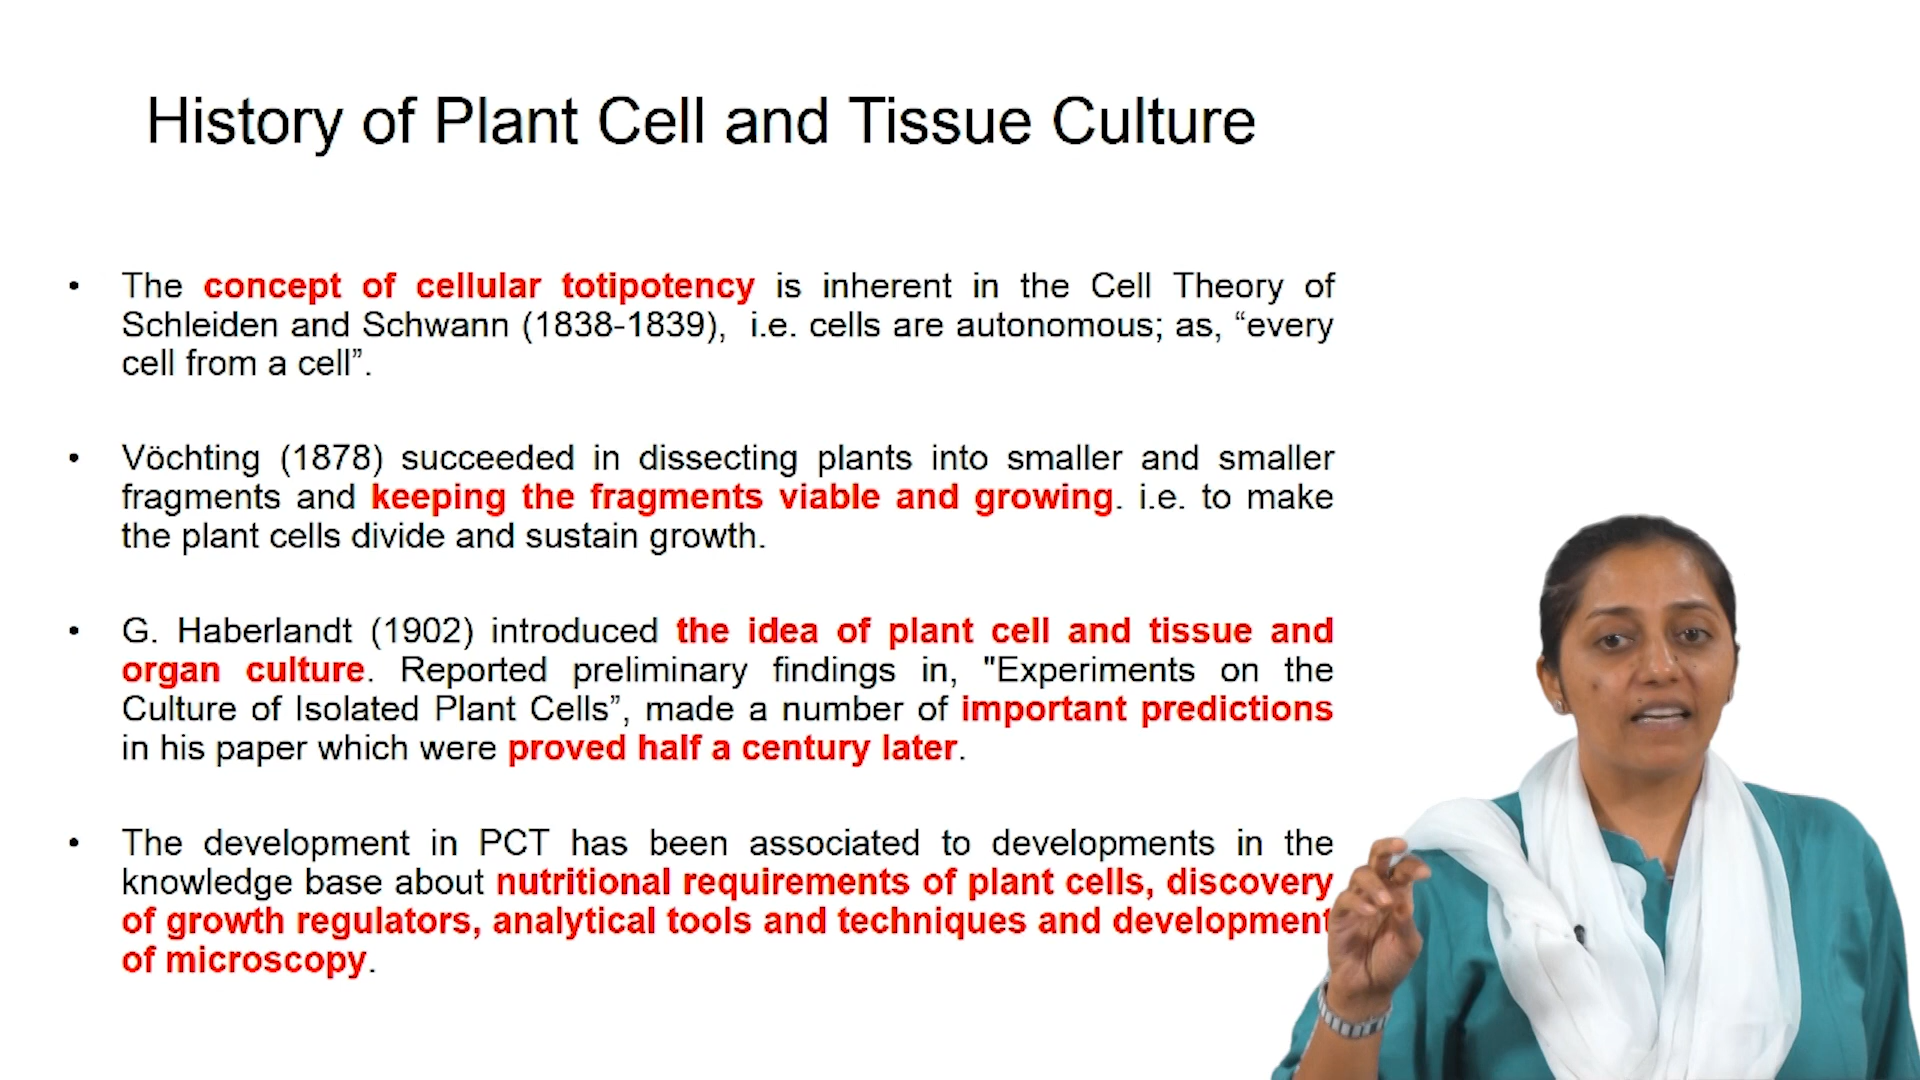 History of Plant Cell and Tissue Culture
• The concept of cellular totipotency is inherent in the Cell Theory of
Schleiden and Schwann (1838-1839), i.e. cells are autonomous; as, “every
cell from a cell”.
• Vöchting (1878) succeeded in dissecting plants into smaller and smaller
fragments and keeping the fragments viable and growing. i.e. to make
the plant cells divide and sustain growth.
• G. Haberlandt (1902) introduced the idea of plant cell and tissue and
organ culture. Reported preliminary findings in, "Experiments on the
Culture of Isolated Plant Cells”, made a number of important predictions
in his paper which were proved half a century later.
• The development in PCT has been associated to developments in the
knowledge base about nutritional requirements of plant cells, discovery
of growth regulators, analytical tools and techniques and development
of microscopy.